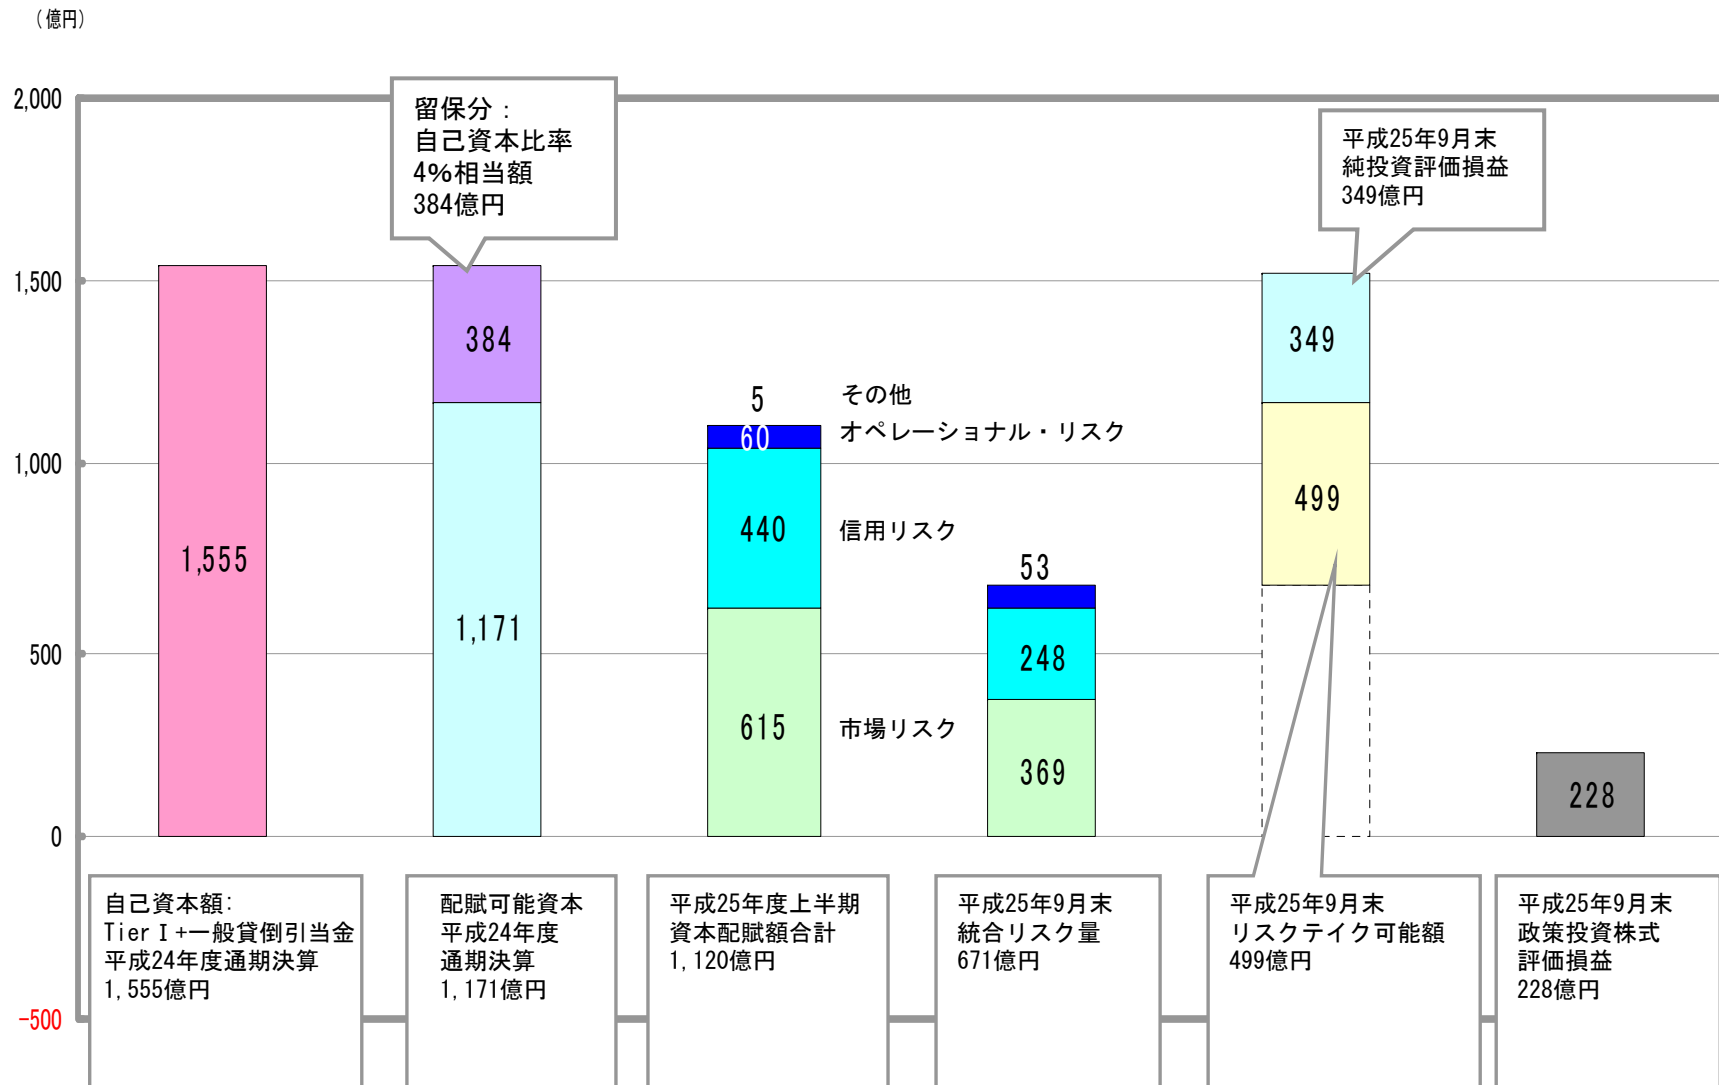 （億円）
2,000
1,500
1,000
500
0
-500
留保分：
自己資本比率
4%相当額
384億円
平成25年9月末
純投資評価損益
349億円
1,555
384
1,171
5
60
440
615
その他
オペレーショナル・リスク
信用リスク
市場リスク
53
248
369
349
499
228
自己資本額:
TierⅠ+一般貸倒引当金
平成24年度通期決算
1,555億円
配賦可能資本
平成24年度
通期決算
1,171億円
平成25年度上半期
資本配賦額合計
1,120億円
平成25年9月末
統合リスク量
671億円
平成25年9月末
リスクテイク可能額
499億円
平成25年9月末
政策投資株式
評価損益
228億円